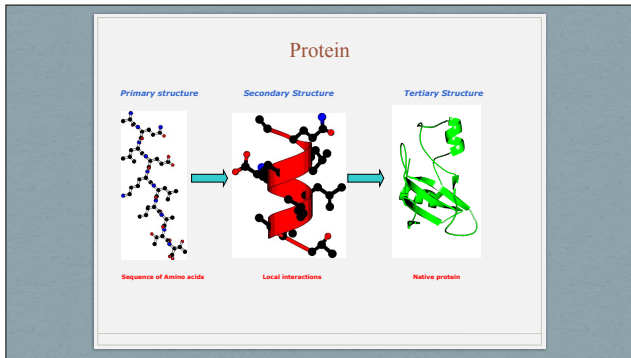 Protein
Primary structure Secondary Structure Tertiary Structure
Sequence of Amino acids Local interactions Native protein